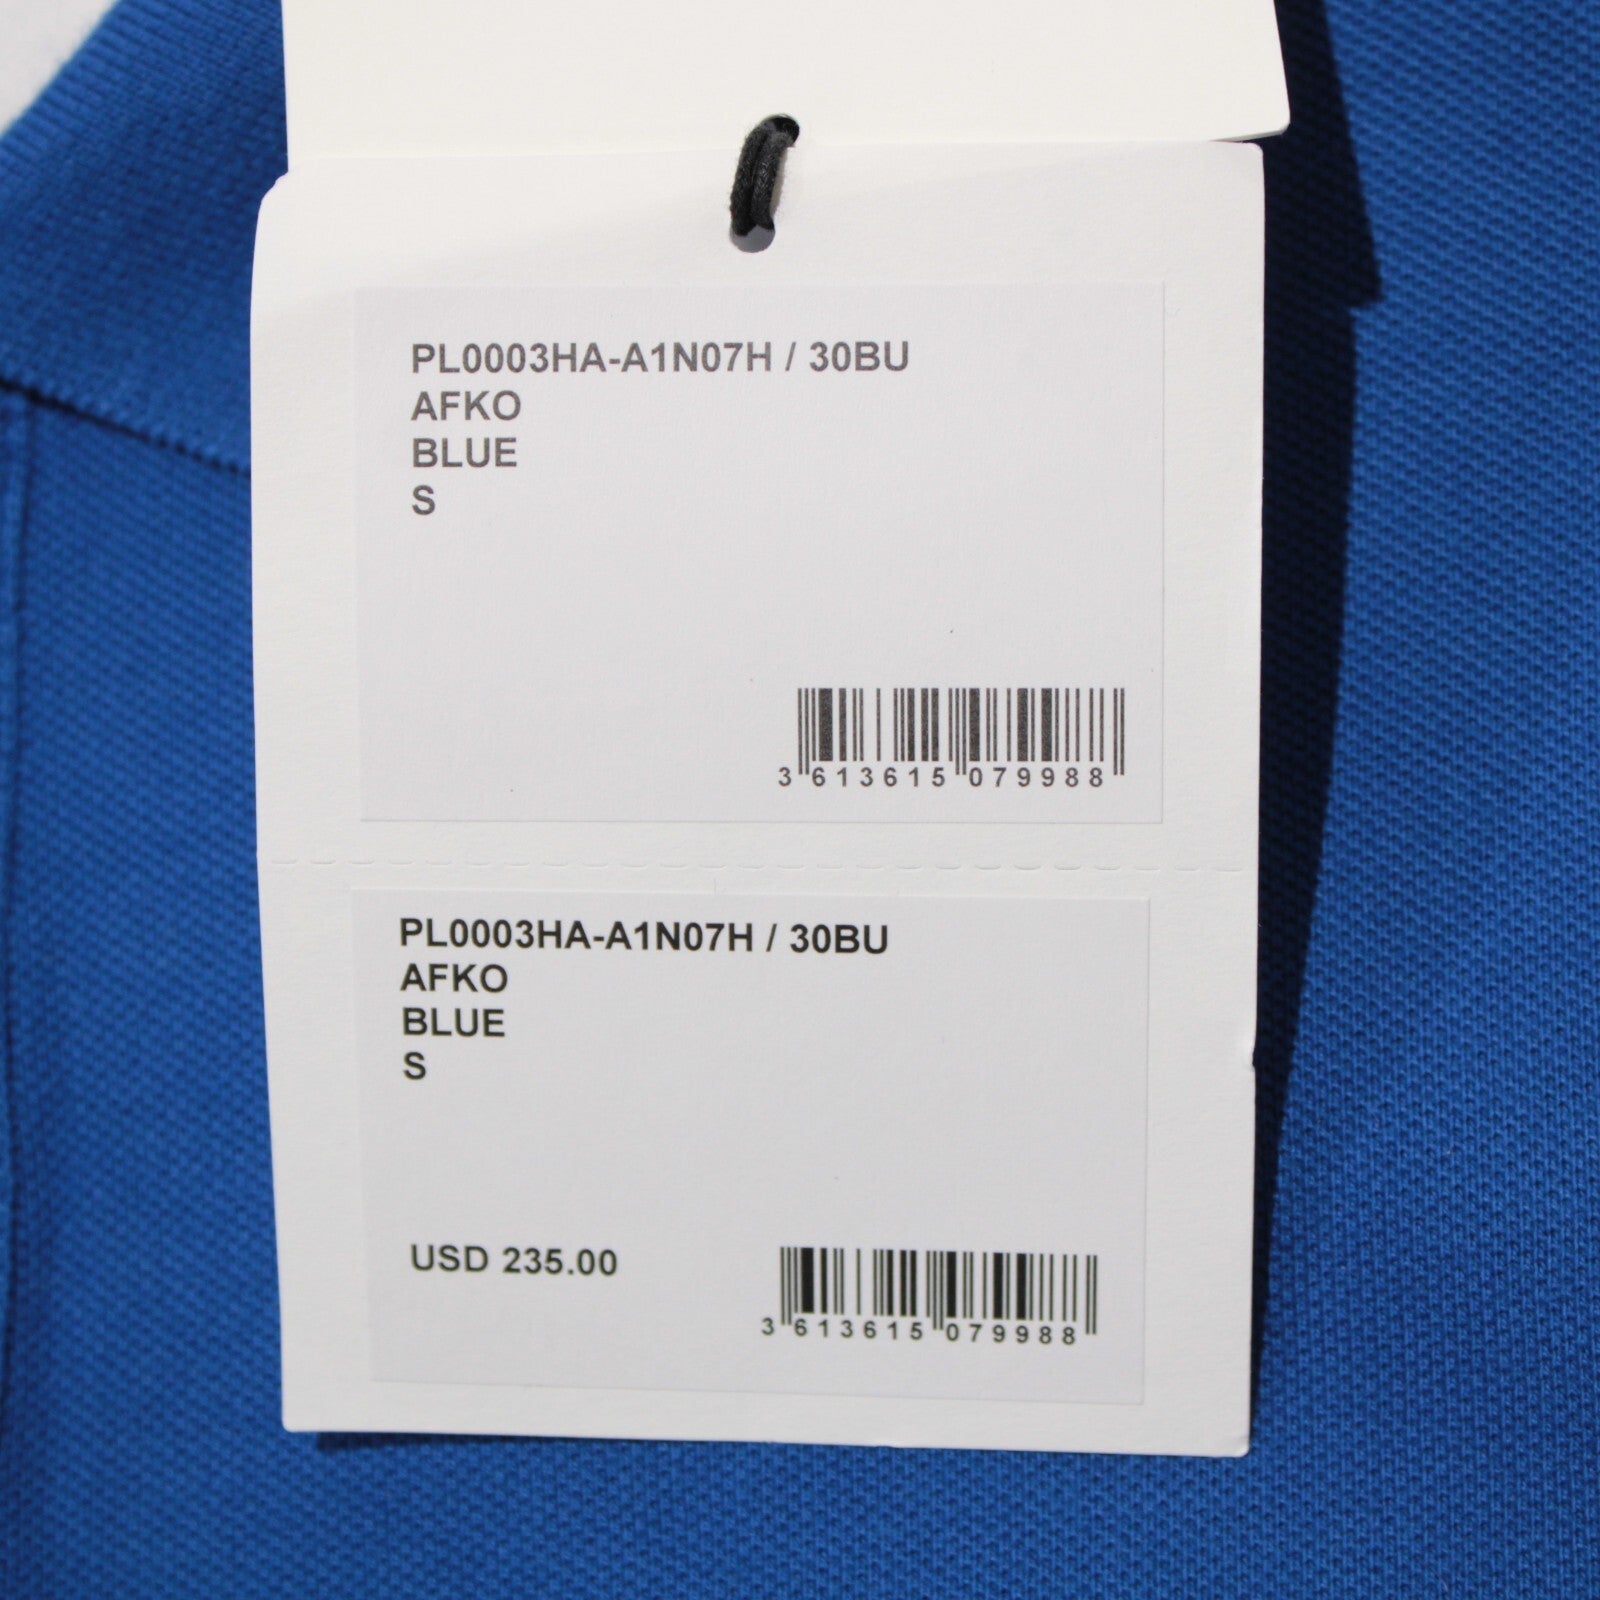 PL0003HA-A1N07H / 30BU
AFKO
BLUE
S
3 613615 079988
PL0003HA-A1N07H / 30BU
AFKO
BLUE
S
USD 235.00
3 613615 079988